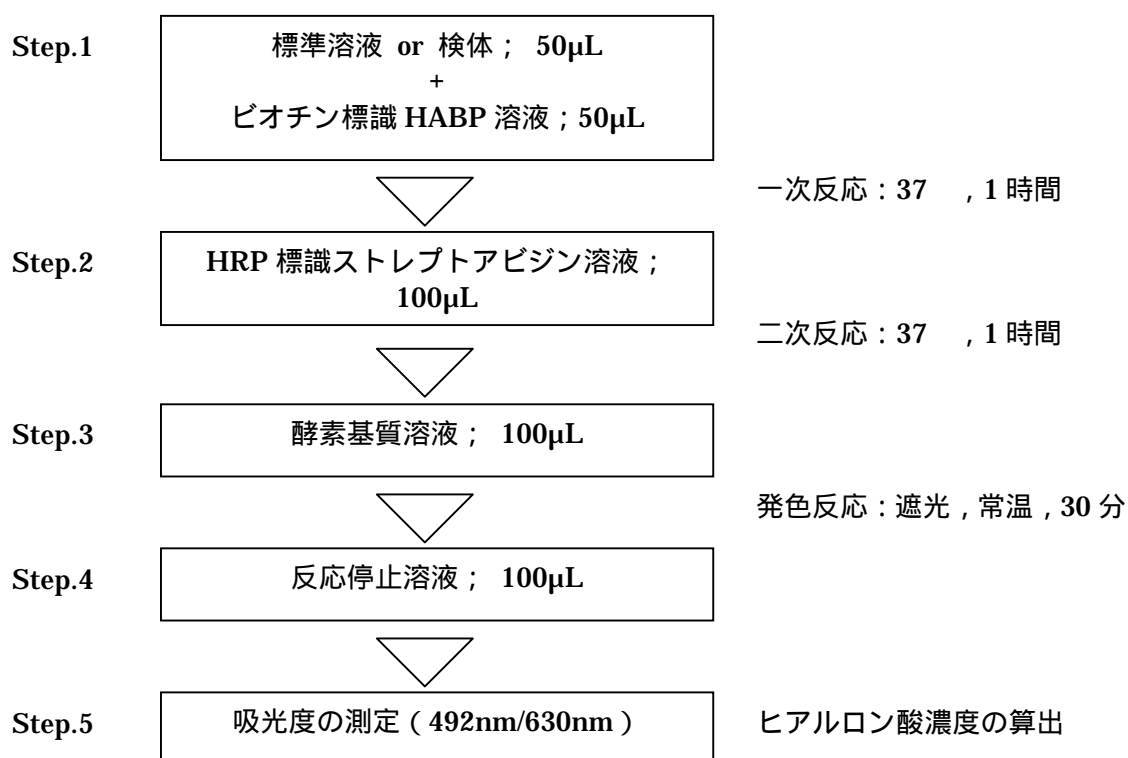 Step.1
標準溶液 or 検体； 50μL
+
ビオチン標識 HABP 溶液；50μL
一次反応：37 ，1 時間
Step.2
HRP 標識ストレプトアビジン溶液；
100μL
二次反応：37 ，1 時間
Step.3
酵素基質溶液； 100μL
発色反応：遮光，常温，30 分
Step.4
反応停止溶液； 100μL
Step.5
吸光度の測定（492nm/630nm）
ヒアルロン酸濃度の算出